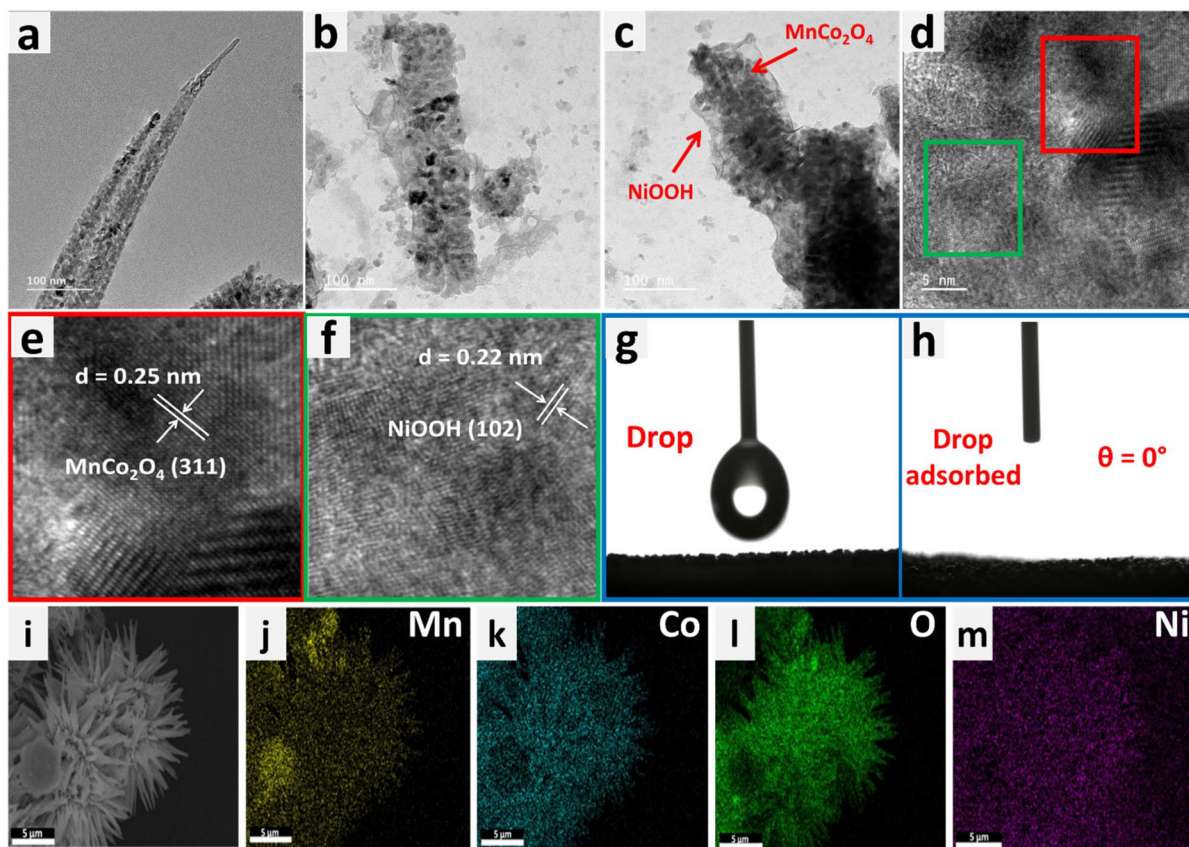 a
100 nm
b
100 nm
c
MnCo₂O₄
NiOOH
100 nm
d
5 nm
e
d = 0.25 nm
MnCo₂O₄ (311)
f
d = 0.22 nm
NiOOH (102)
g
Drop
h
Drop
adsorbed
θ = 0°
i
5 μm
j
Mn
5 μm
k
Co
5 μm
l
O
5 μm
m
Ni
5 μm